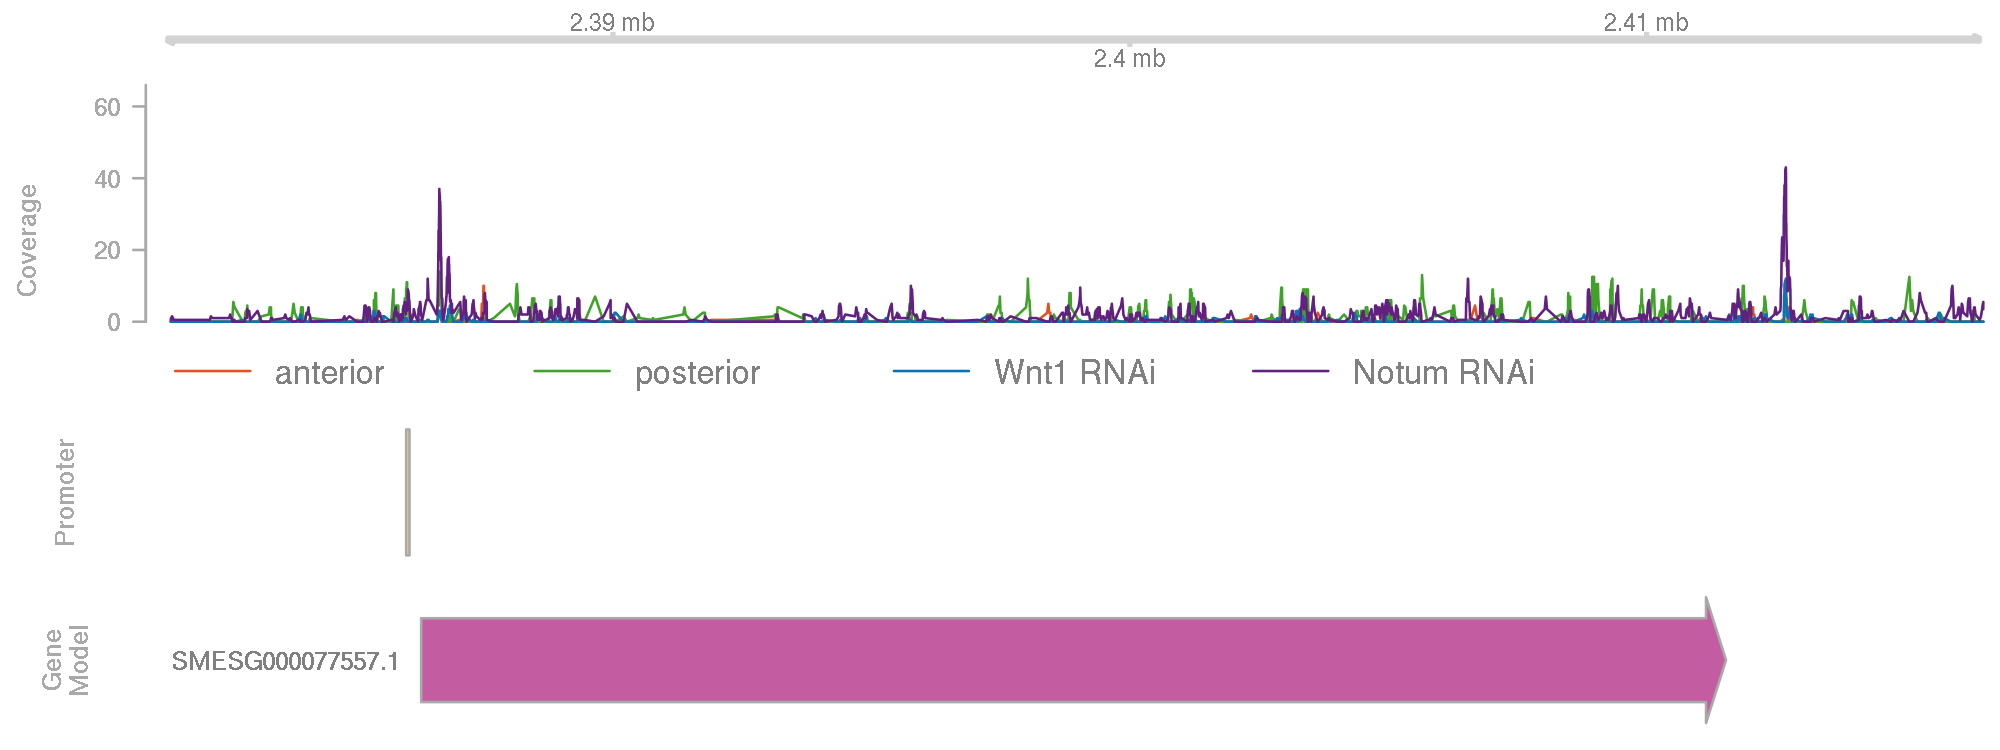 2.39 mb
2.41 mb
2.4 mb
Coverage
60
40
20
0
anterior
posterior
Wnt1 RNAi
Notum RNAi
Promoter
Gene
Model
SMESG000077557.1